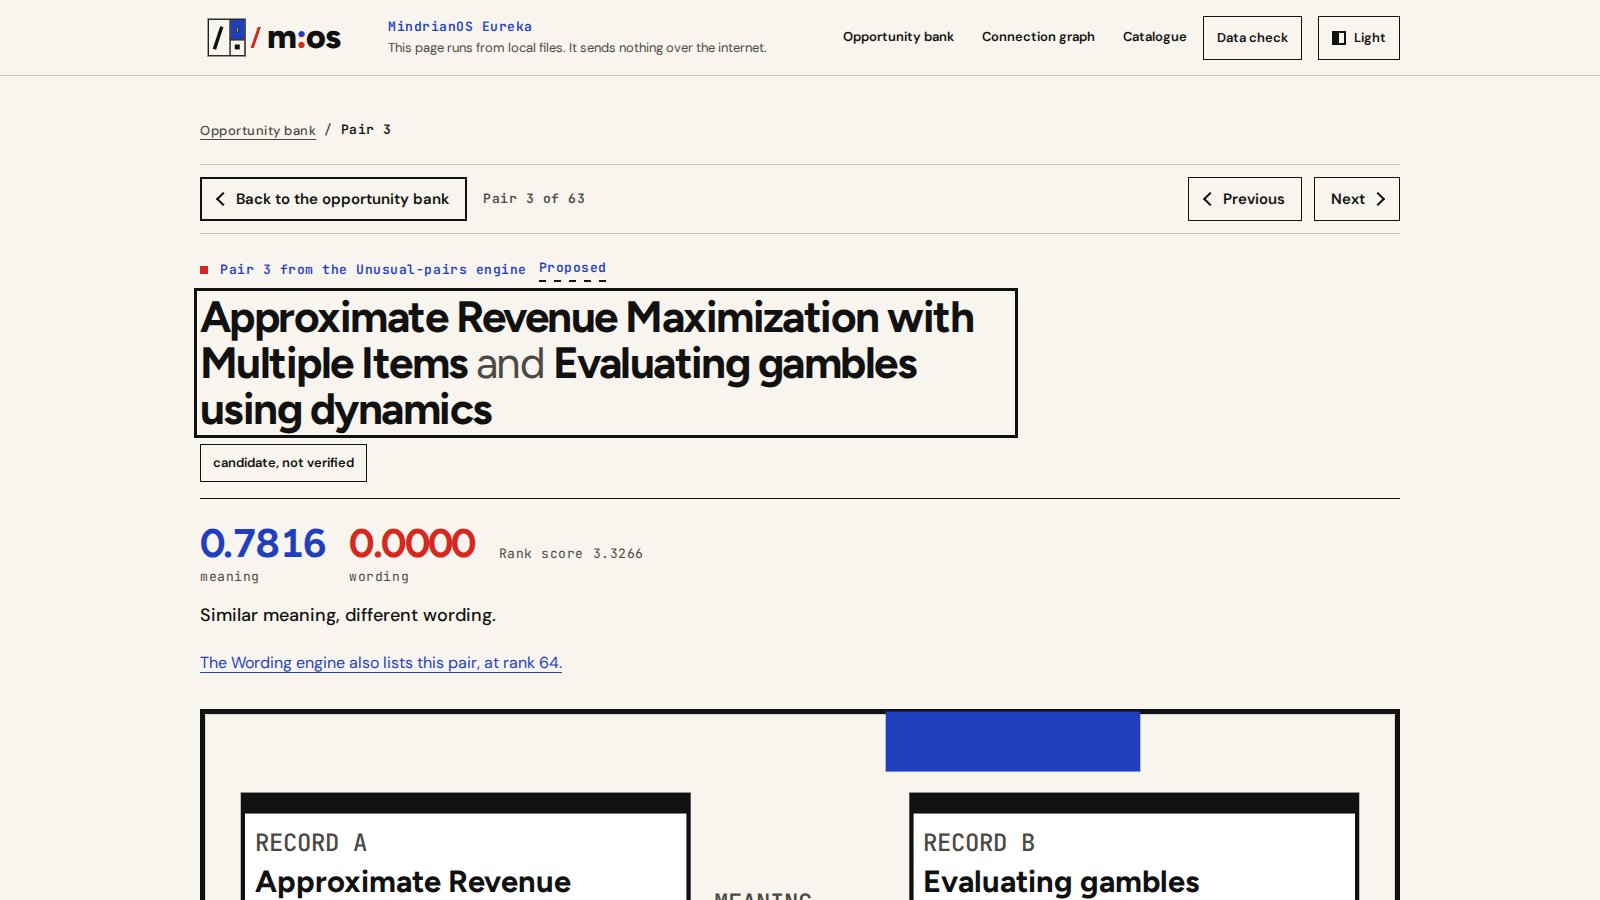 / m:os
MindrianOS Eureka
This page runs from local files. It sends nothing over the internet.
Opportunity bank
Connection graph
Catalogue
Data check
Light
Opportunity bank / Pair 3
Back to the opportunity bank
Pair 3 of 63
Previous
Next
Pair 3 from the Unusual-pairs engine
Proposed
Approximate Revenue Maximization with
Multiple Items and Evaluating gambles
using dynamics
candidate, not verified
0.7816
meaning
0.0000
wording
Rank score 3.3266
Similar meaning, different wording.
The Wording engine also lists this pair, at rank 64.
RECORD A
Approximate Revenue
MEANING
RECORD B
Evaluating gambles